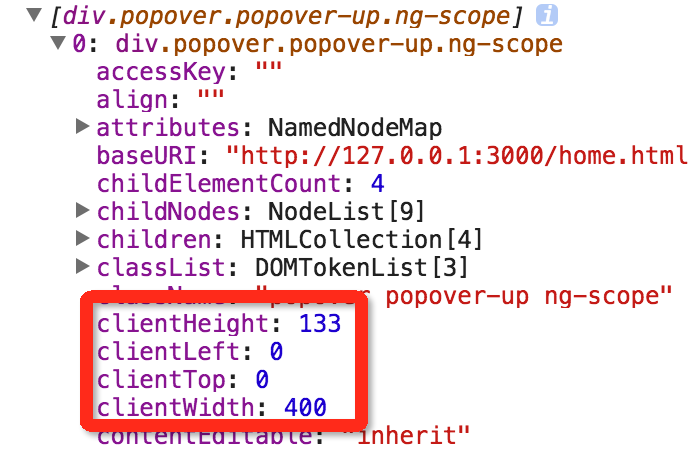 [div.popover.popover-up.ng-scope] i
0: div.popover.popover-up.ng-scope
accessKey: ""
align: ""
attributes: NamedNodeMap
baseURI: "http://127.0.0.1:3000/home.html
childElementCount: 4
childNodes: NodeList[9]
children: HTMLCollection[4]
classList: DOMTokenList[3]
className: "popover popover-up ng-scope"
clientHeight: 133
clientLeft: 0
clientTop: 0
clientWidth: 400
contentEditable: "inherit"